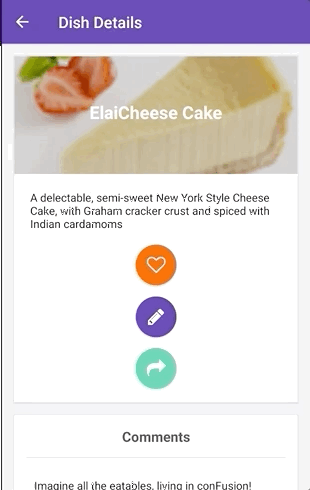 Dish Details
ElaiCheese Cake
A delectable, semi-sweet New York Style Cheese
Cake, with Graham cracker crust and spiced with
Indian cardamoms
Comments
Imagine all the eatables, living in conFusion!